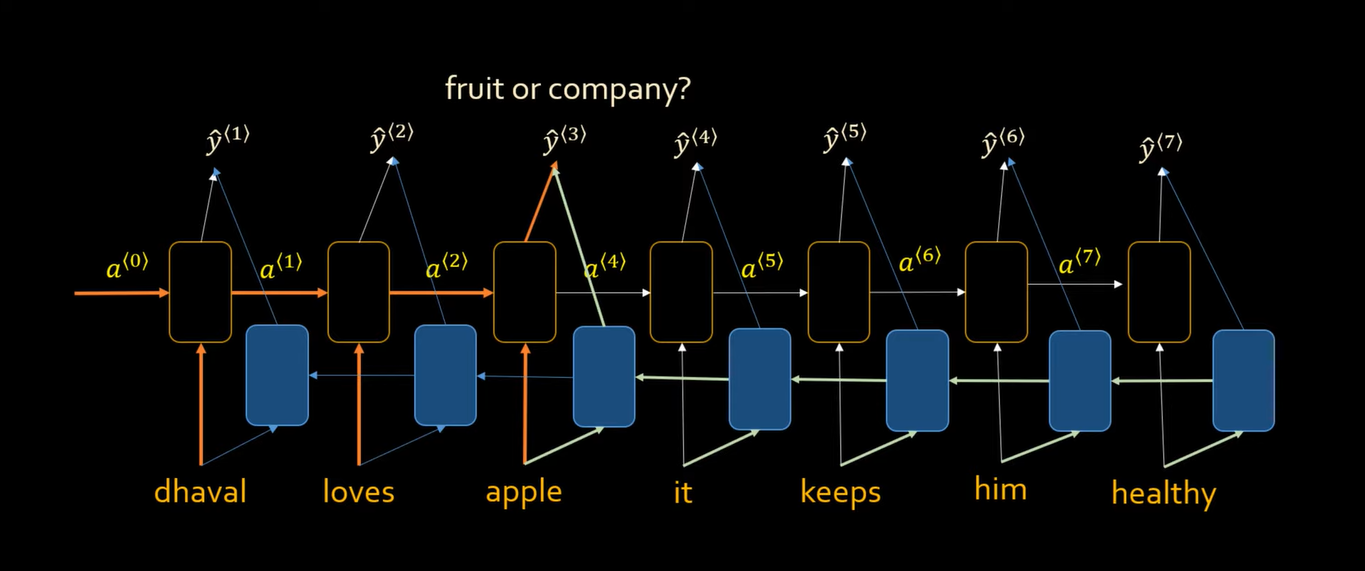 fruit or company?
ŷ⟨1⟩ ŷ⟨2⟩ ŷ⟨3⟩ ŷ⟨4⟩ ŷ⟨5⟩ ŷ⟨6⟩ ŷ⟨7⟩
a⟨0⟩ a⟨1⟩ a⟨2⟩ a⟨4⟩ a⟨5⟩ a⟨6⟩ a⟨7⟩
dhaval loves apple it keeps him healthy